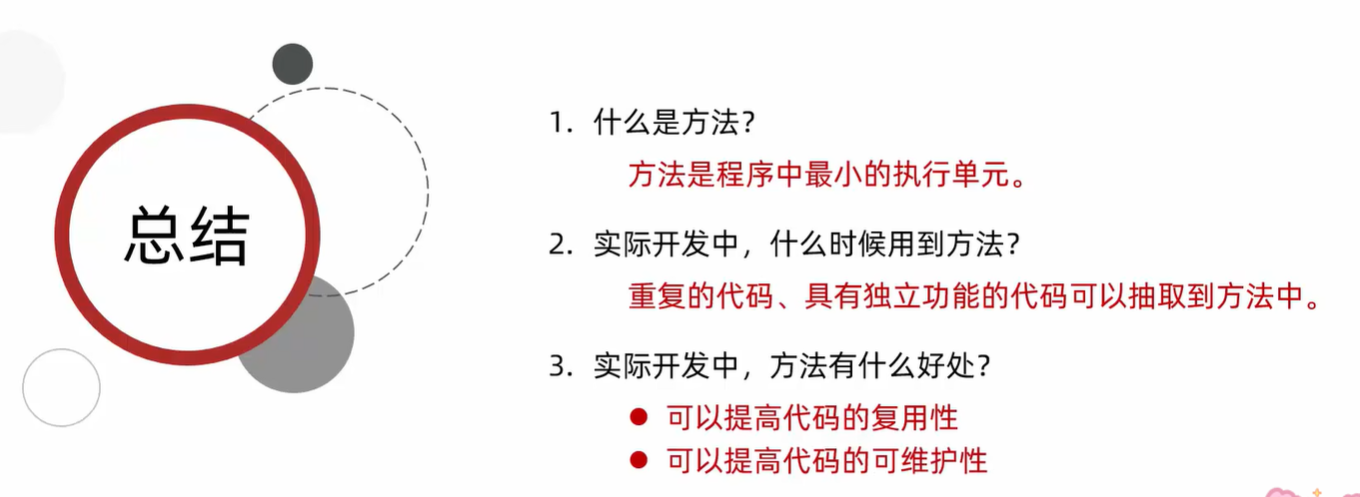 总结
1. 什么是方法?
方法是程序中最小的执行单元。
2. 实际开发中，什么时候用到方法?
重复的代码、具有独立功能的代码可以抽取到方法中。
3. 实际开发中，方法有什么好处?
● 可以提高代码的复用性
● 可以提高代码的可维护性